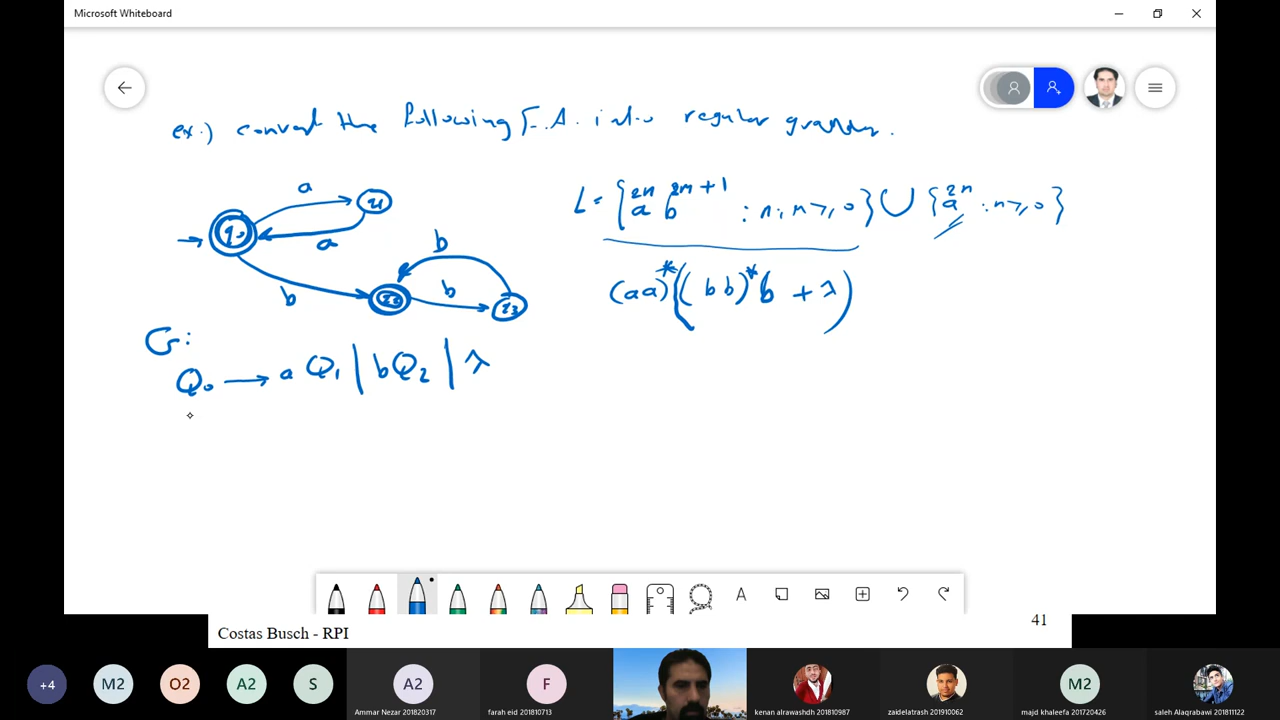 Microsoft Whiteboard
ex.) convert the following F.A. into regular grammar.
a
q1
L = {a^2n b^2m+1 : n, m ≥ 0} ∪ {a^2n : n ≥ 0}
q0
a
b
(aa)*((bb)*b + λ)
b
q2
b
q3
G:
Q0 → a Q1 | bQ2 | λ
A
Costas Busch - RPI
41
+4
M2
O2
A2
S
A2
F
M2
Ammar Nezar 201820317
farah eid 201810713
kenan alrawashdh 201810987
zaidelatrash 201910062
majd khaleefa 201720426
saleh Alaqrabawi 201811122